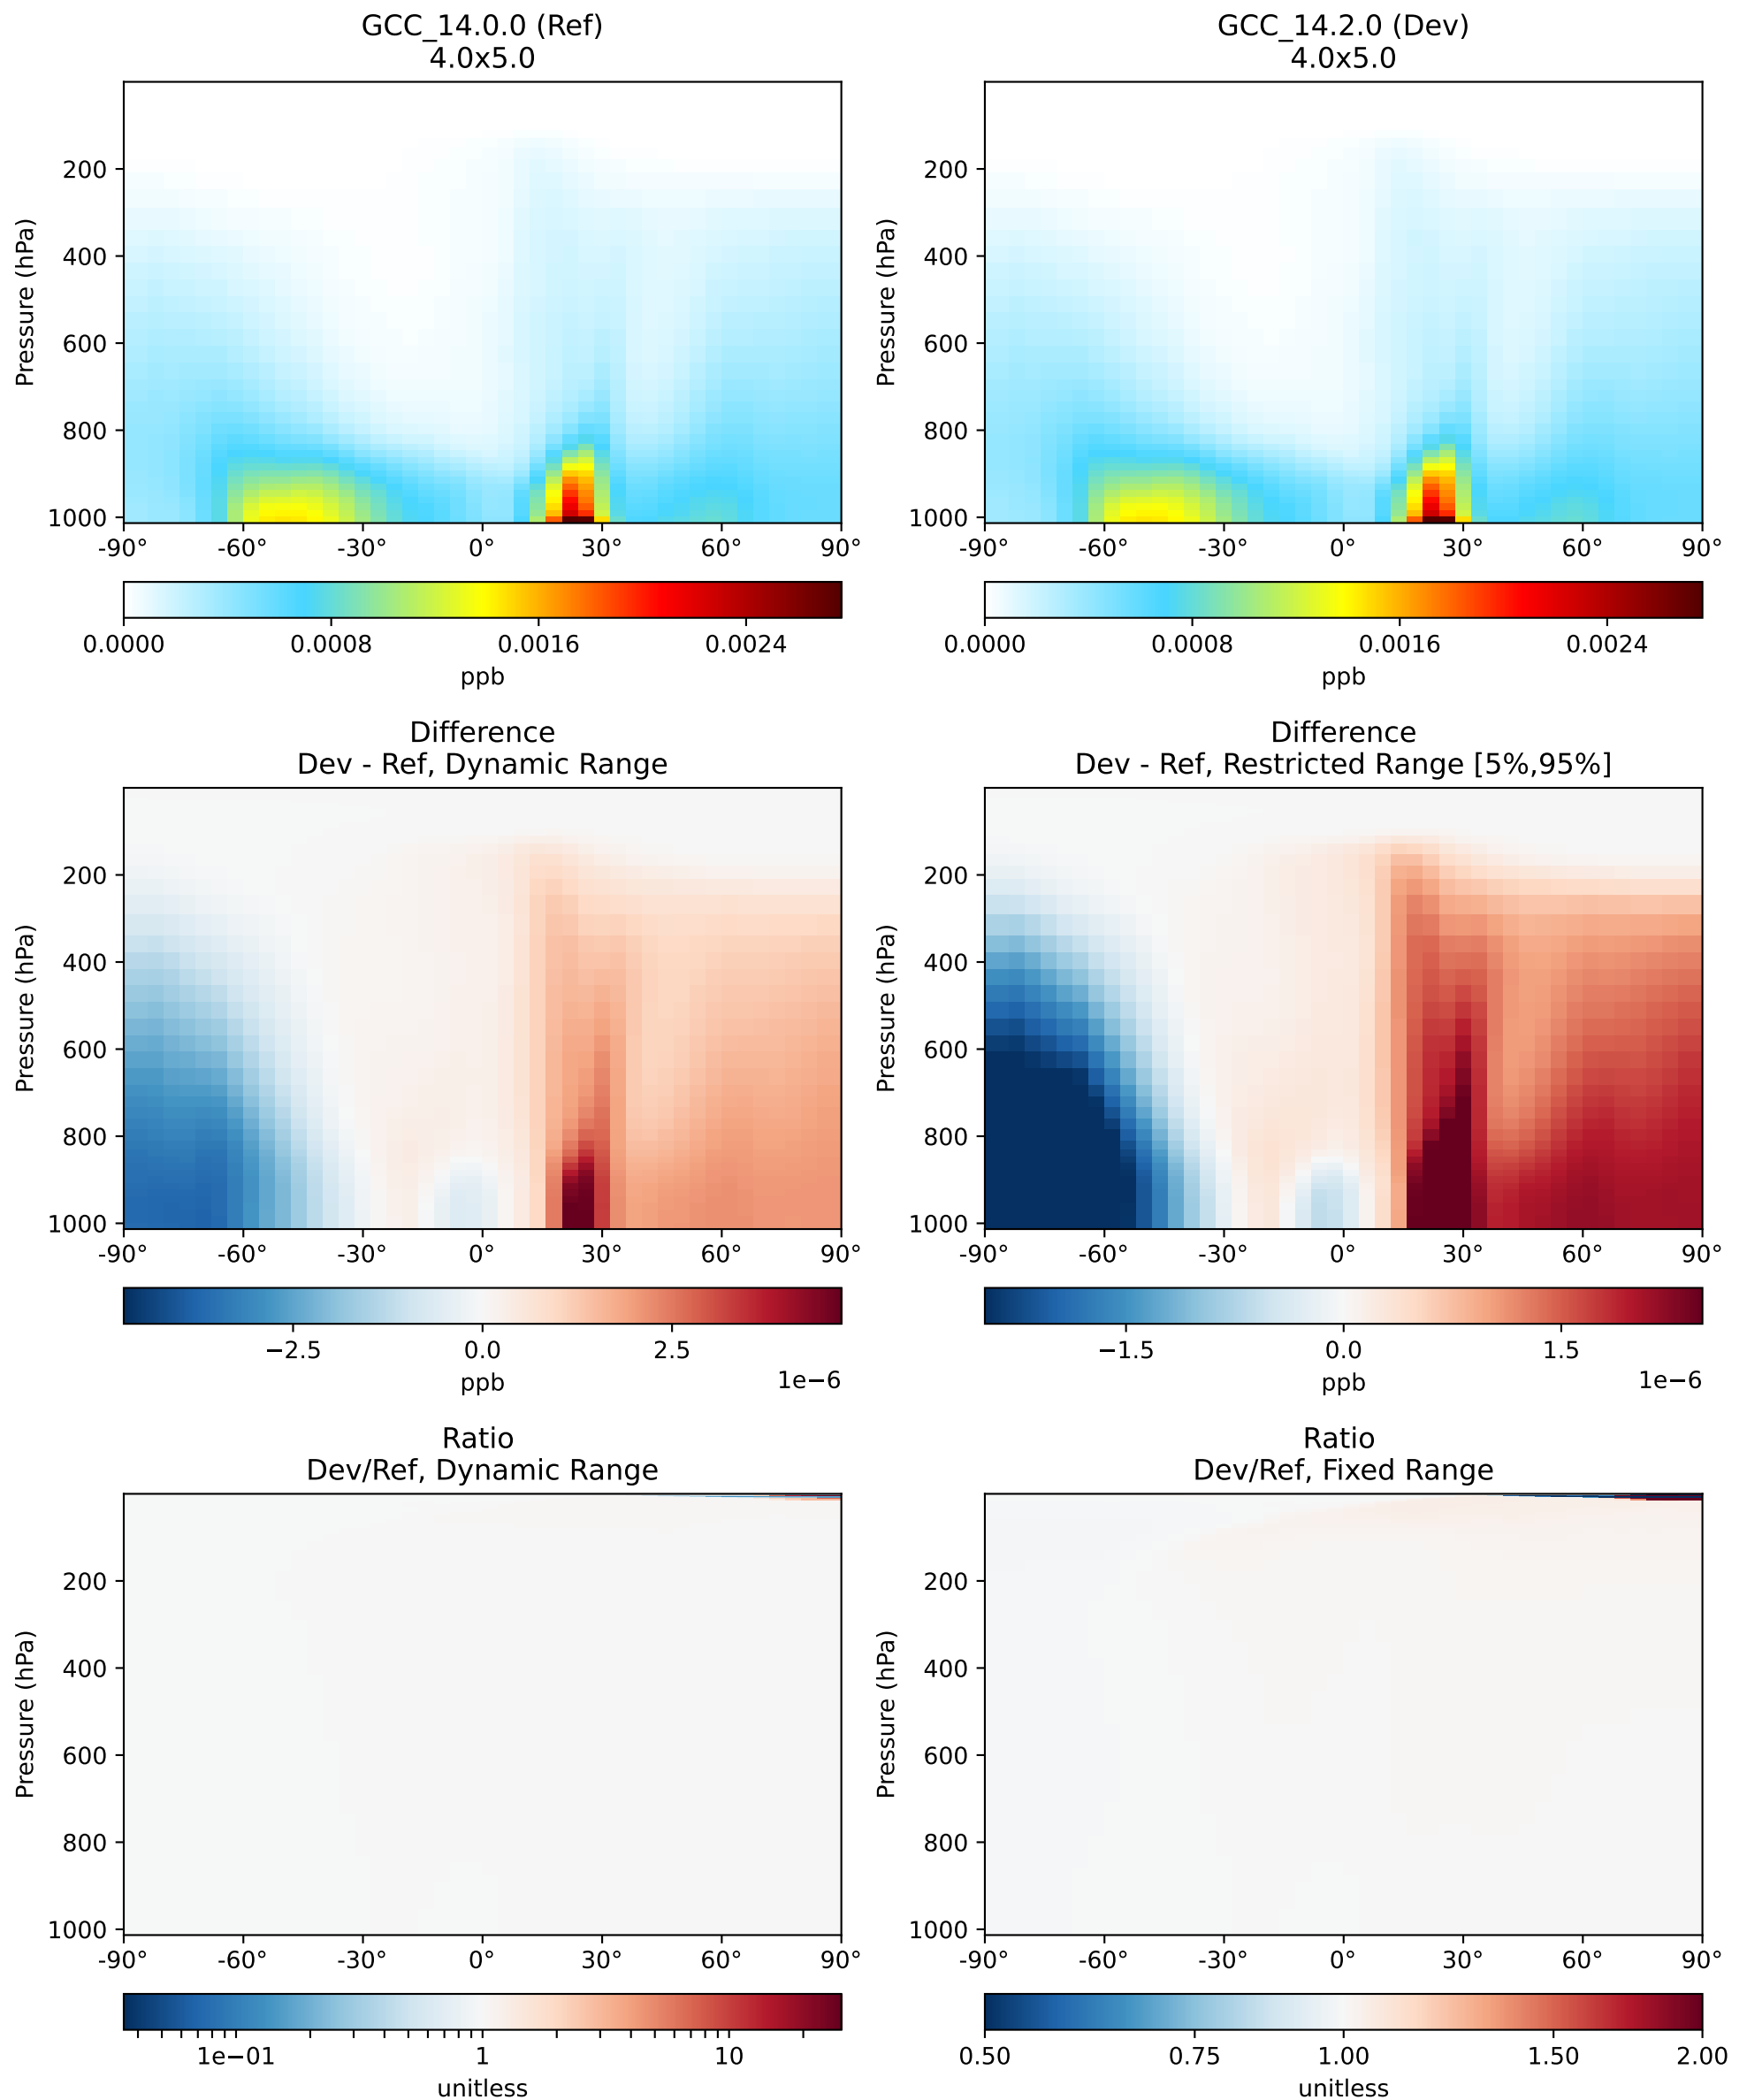 GCC_14.0.0 (Ref)
4.0x5.0
GCC_14.2.0 (Dev)
4.0x5.0
Pressure (hPa)
200
400
600
800
1000
-90° -60° -30° 0° 30° 60° 90°
0.0000 0.0008 0.0016 0.0024
ppb
Pressure (hPa)
200
400
600
800
1000
-90° -60° -30° 0° 30° 60° 90°
0.0000 0.0008 0.0016 0.0024
ppb
Difference
Dev - Ref, Dynamic Range
Difference
Dev - Ref, Restricted Range [5%,95%]
Pressure (hPa)
200
400
600
800
1000
-90° -60° -30° 0° 30° 60° 90°
−2.5 0.0 2.5
ppb 1e−6
Pressure (hPa)
200
400
600
800
1000
-90° -60° -30° 0° 30° 60° 90°
−1.5 0.0 1.5
ppb 1e−6
Ratio
Dev/Ref, Dynamic Range
Ratio
Dev/Ref, Fixed Range
Pressure (hPa)
200
400
600
800
1000
-90° -60° -30° 0° 30° 60° 90°
1e−01 1 10
unitless
Pressure (hPa)
200
400
600
800
1000
-90° -60° -30° 0° 30° 60° 90°
0.50 0.75 1.00 1.50 2.00
unitless